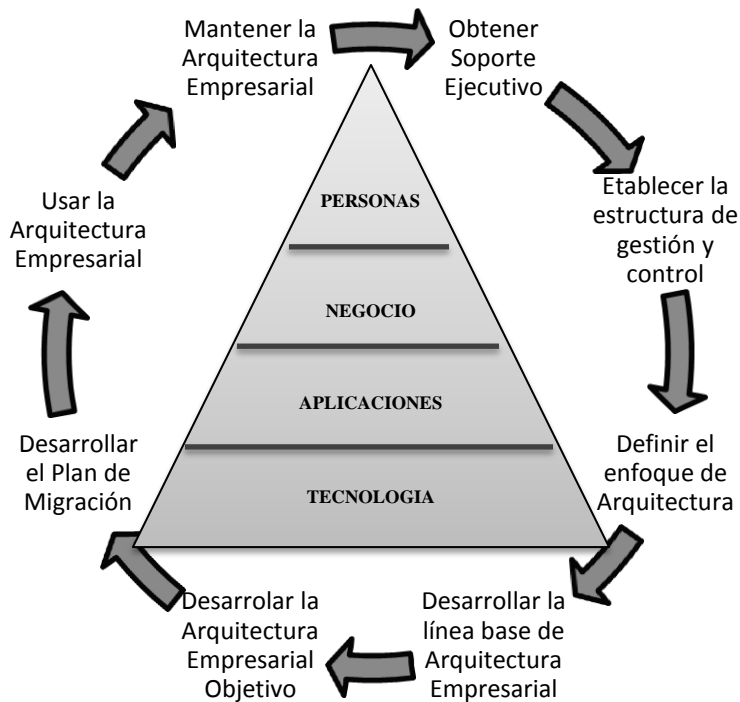 Mantener la
Arquitectura
Empresarial
Obtener
Soporte
Ejecutivo
Etablecer la
estructura de
gestión y
control
Definir el
enfoque de
Arquitectura
Desarrollar la
línea base de
Arquitectura
Empresarial
Desarrolar la
Arquitectura
Empresarial
Objetivo
Desarrollar
el Plan de
Migración
Usar la
Arquitectura
Empresarial
PERSONAS
NEGOCIO
APLICACIONES
TECNOLOGIA